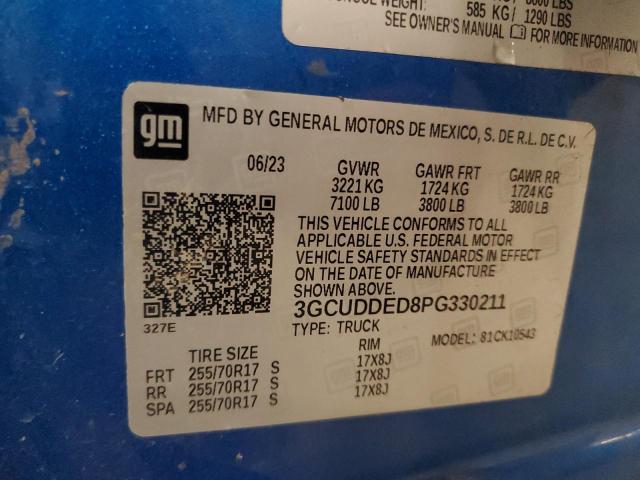 WEIGHT:
585 KG/ 1290 LBS
SEE OWNER'S MANUAL FOR MORE INFORMATION
gm
MFD BY GENERAL MOTORS DE MEXICO, S. DE R.L. DE C.V.
06/23 GVWR GAWR FRT GAWR RR
3221 KG 1724 KG 1724 KG
7100 LB 3800 LB 3800 LB
THIS VEHICLE CONFORMS TO ALL
APPLICABLE U.S. FEDERAL MOTOR
VEHICLE SAFETY STANDARDS IN EFFECT
ON THE DATE OF MANUFACTURE
SHOWN ABOVE.
3GCUDDED8PG330211
327E
TYPE: TRUCK MODEL: 81CK10543
TIRE SIZE RIM
FRT 255/70R17 S 17X8J
RR 255/70R17 S 17X8J
SPA 255/70R17 S 17X8J